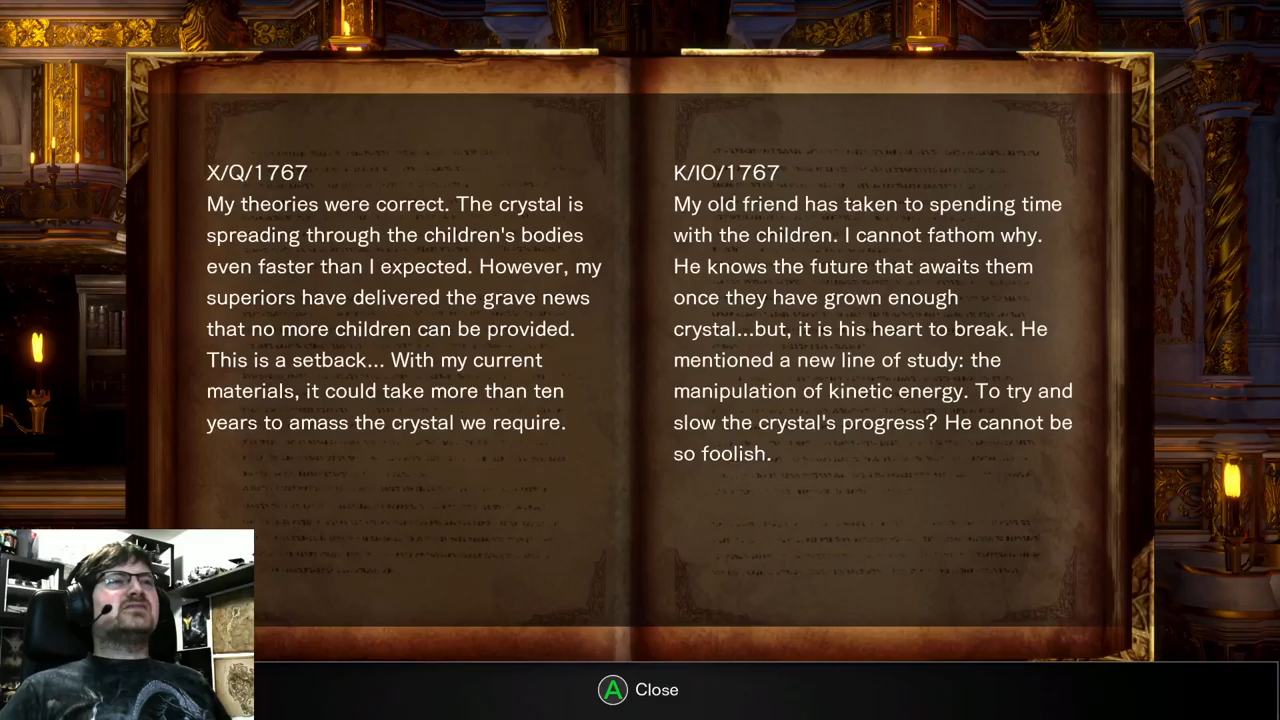 X/Q/1767
My theories were correct. The crystal is
spreading through the children's bodies
even faster than I expected. However, my
superiors have delivered the grave news
that no more children can be provided.
This is a setback... With my current
materials, it could take more than ten
years to amass the crystal we require.
K/IO/1767
My old friend has taken to spending time
with the children. I cannot fathom why.
He knows the future that awaits them
once they have grown enough
crystal...but, it is his heart to break. He
mentioned a new line of study: the
manipulation of kinetic energy. To try and
slow the crystal's progress? He cannot be
so foolish.
A Close